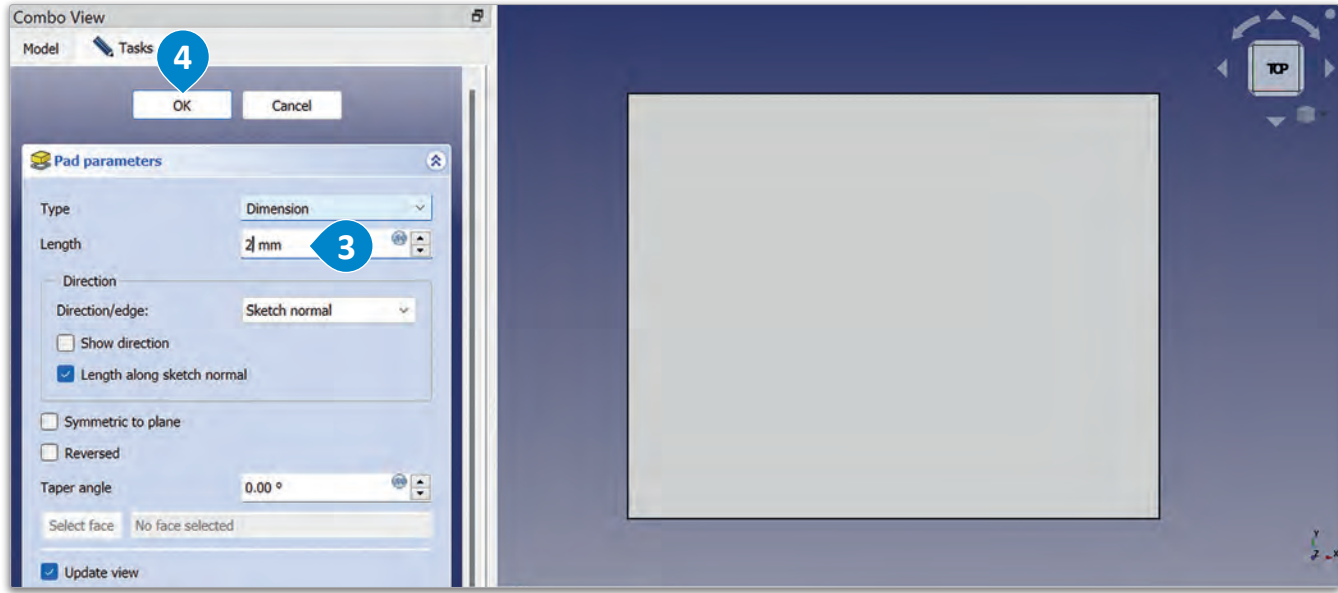 Combo View
Model Tasks
4
OK Cancel
Pad parameters
Type Dimension
Length 2 mm 3
Direction
Direction/edge: Sketch normal
Show direction
Length along sketch normal
Symmetric to plane
Reversed
Taper angle 0.00 °
Select face No face selected
Update view
TOP
Y
Z X